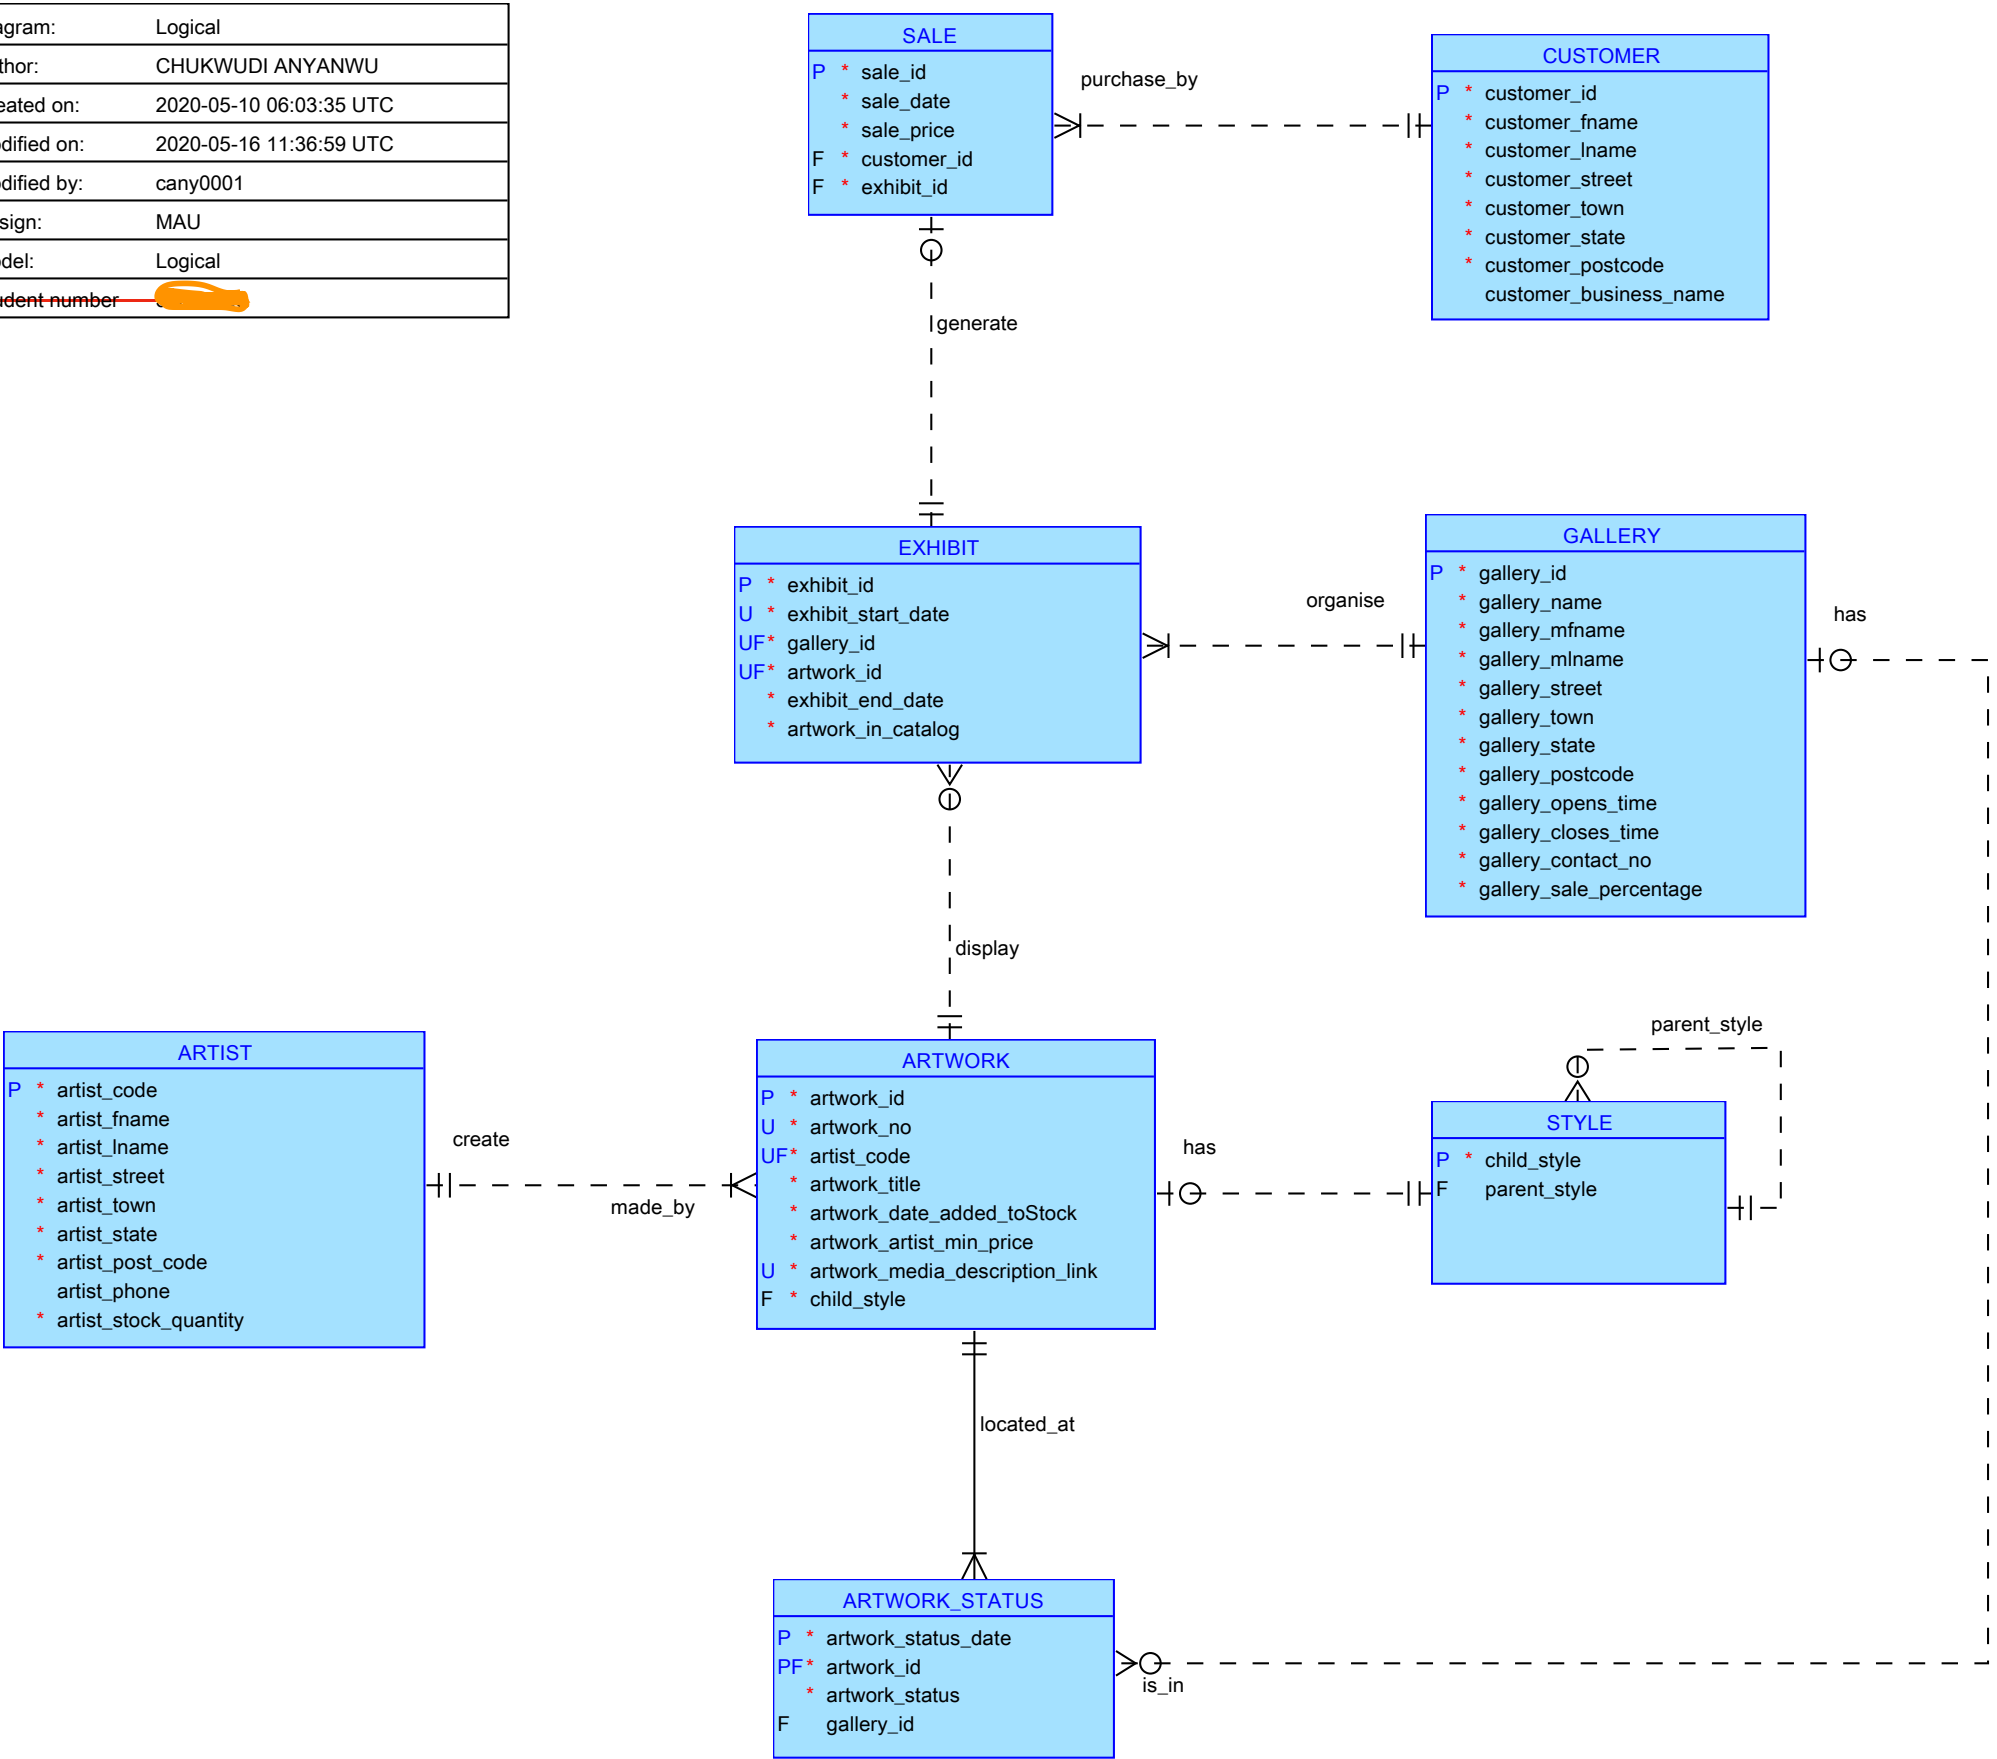 agram: Logical
thor: CHUKWUDI ANYANWU
eated on: 2020-05-10 06:03:35 UTC
odified on: 2020-05-16 11:36:59 UTC
odified by: cany0001
sign: MAU
odel: Logical
udent number
SALE
P * sale_id
* sale_date
* sale_price
F * customer_id
F * exhibit_id
purchase_by
CUSTOMER
P * customer_id
* customer_fname
* customer_lname
* customer_street
* customer_town
* customer_state
* customer_postcode
customer_business_name
generate
EXHIBIT
P * exhibit_id
U * exhibit_start_date
UF* gallery_id
UF* artwork_id
* exhibit_end_date
* artwork_in_catalog
organise
GALLERY
P * gallery_id
* gallery_name
* gallery_mfname
* gallery_mlname
* gallery_street
* gallery_town
* gallery_state
* gallery_postcode
* gallery_opens_time
* gallery_closes_time
* gallery_contact_no
* gallery_sale_percentage
has
display
ARTIST
P * artist_code
* artist_fname
* artist_lname
* artist_street
* artist_town
* artist_state
* artist_post_code
artist_phone
* artist_stock_quantity
create
made_by
ARTWORK
P * artwork_id
U * artwork_no
UF* artist_code
* artwork_title
* artwork_date_added_toStock
* artwork_artist_min_price
U * artwork_media_description_link
F * child_style
has
parent_style
STYLE
P * child_style
F parent_style
located_at
ARTWORK_STATUS
P * artwork_status_date
PF* artwork_id
* artwork_status
F gallery_id
is_in